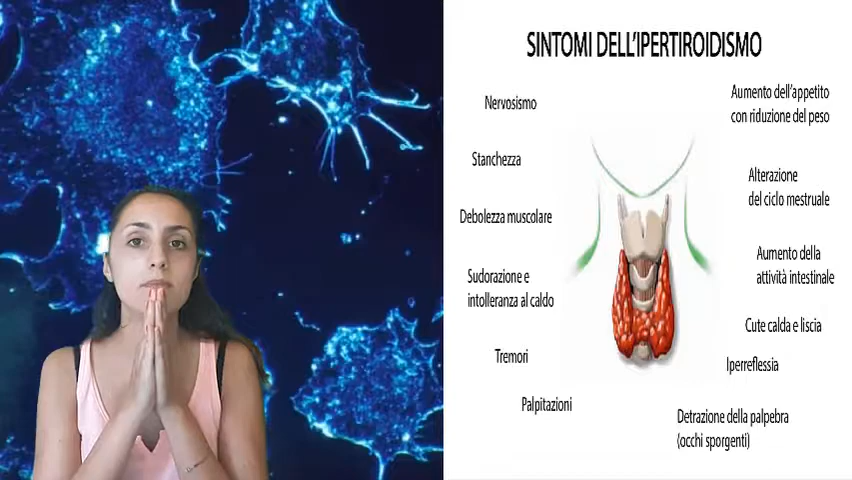 SINTOMI DELL'IPERTIROIDISMO
Nervosismo
Stanchezza
Debolezza muscolare
Sudorazione e
intolleranza al caldo
Tremori
Palpitazioni
Aumento dell'appetito
con riduzione del peso
Alterazione
del ciclo mestruale
Aumento della
attività intestinale
Cute calda e liscia
Iperreflessia
Detrazione della palpebra
(occhi sporgenti)